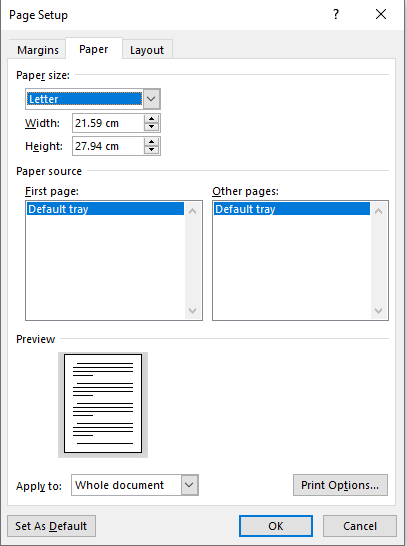 Page Setup
Margins
Paper
Layout
Paper size:
Letter
Width: 21.59 cm
Height: 27.94 cm
Paper source
First page:
Other pages:
Default tray
Default tray
Preview
Apply to: Whole document
Print Options...
Set As Default
OK
Cancel